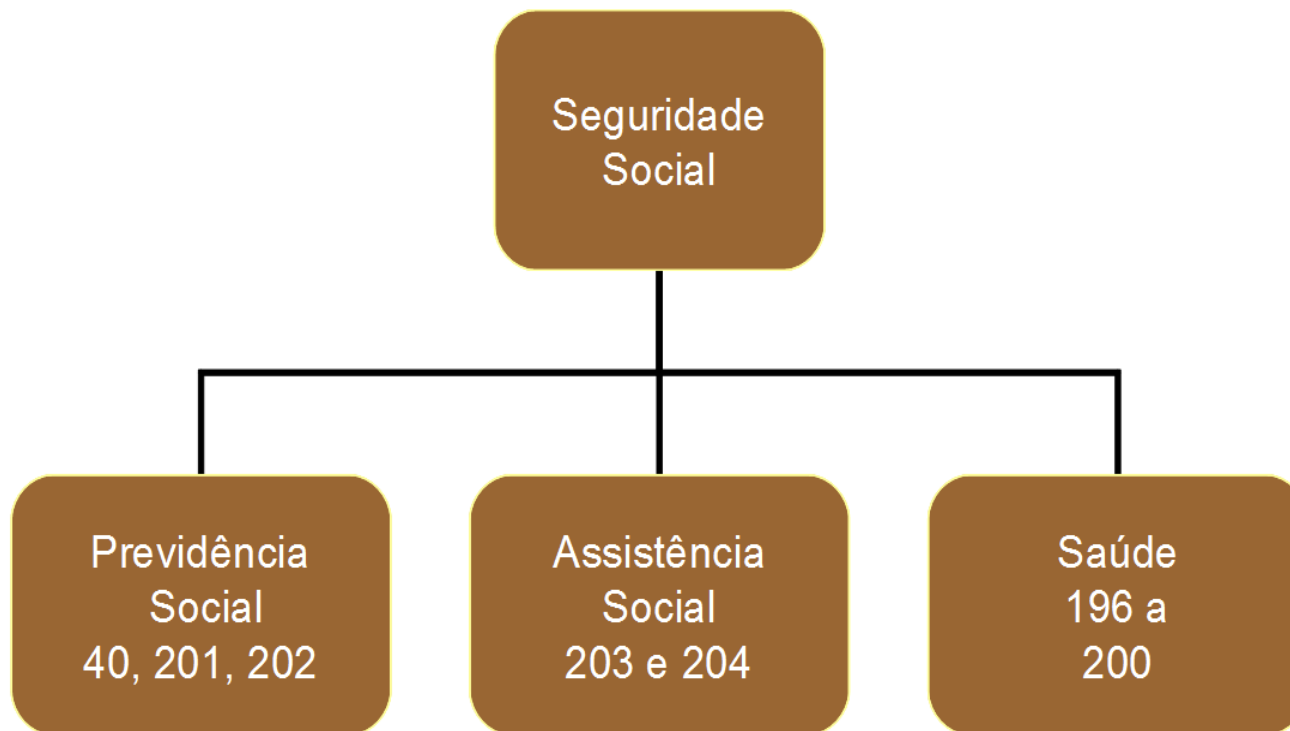 Seguridade
Social
Previdência
Social
40, 201, 202
Assistência
Social
203 e 204
Saúde
196 a
200